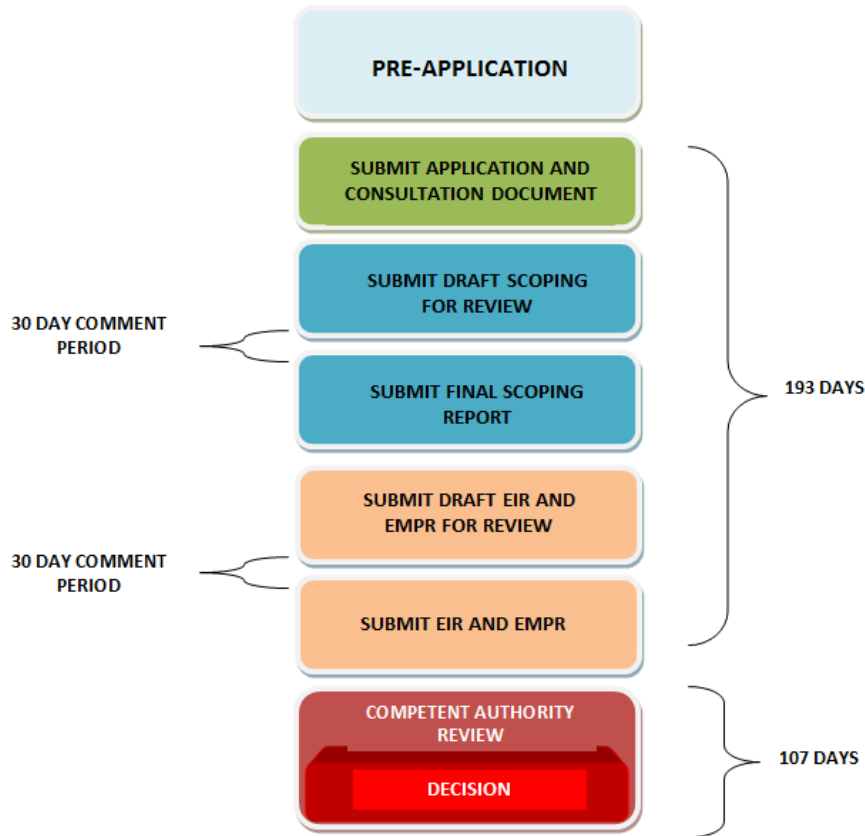 PRE-APPLICATION
SUBMIT APPLICATION AND
CONSULTATION DOCUMENT
SUBMIT DRAFT SCOPING
FOR REVIEW
30 DAY COMMENT
PERIOD
SUBMIT FINAL SCOPING
REPORT
193 DAYS
SUBMIT DRAFT EIR AND
EMPR FOR REVIEW
30 DAY COMMENT
PERIOD
SUBMIT EIR AND EMPR
COMPETENT AUTHORITY
REVIEW
107 DAYS
DECISION